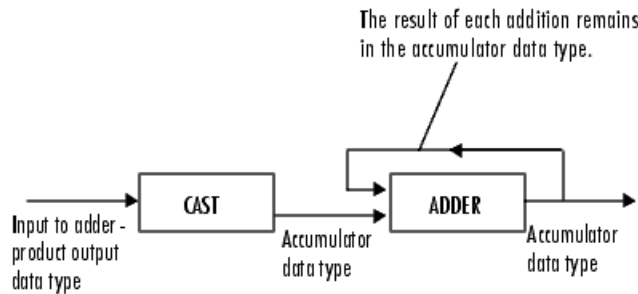 The result of each addition remains
in the accumulator data type.
CAST
ADDER
Input to adder -
product output
data type
Accumulator
data type
Accumulator
data type